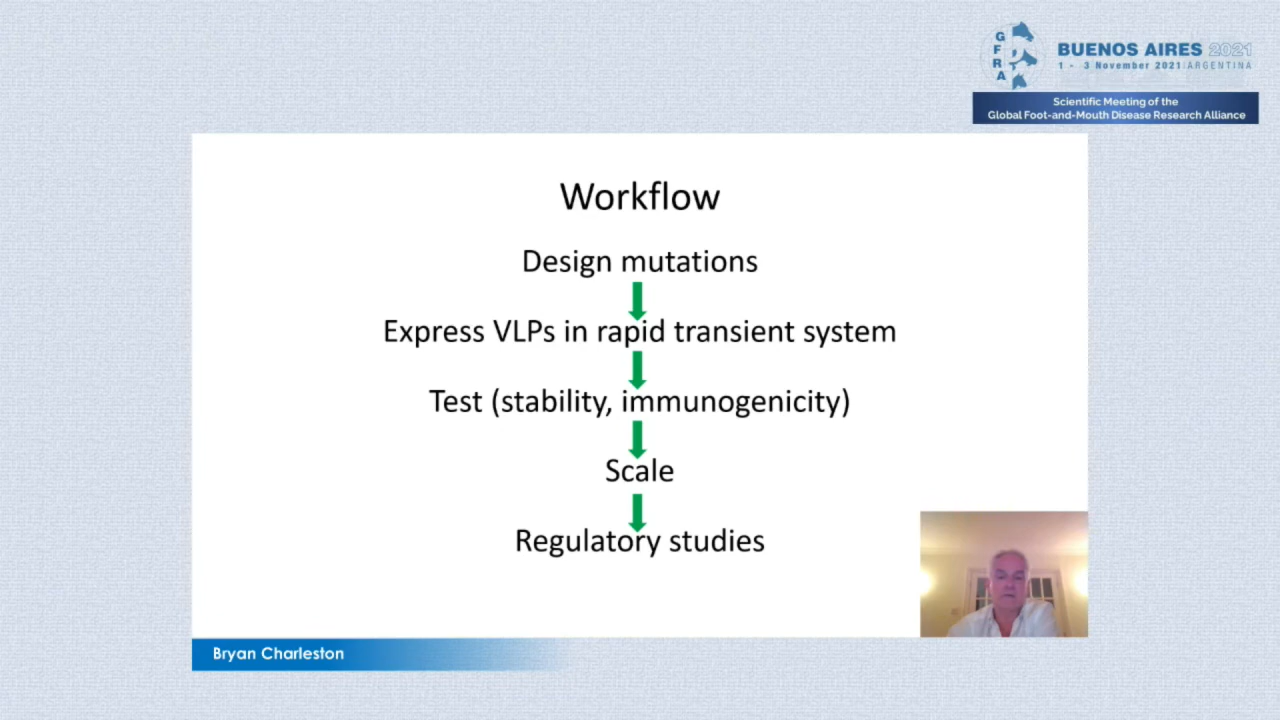 G
F
R
A
BUENOS AIRES 2021
1 - 3 November 2021 ARGENTINA
Scientific Meeting of the
Global Foot-and-Mouth Disease Research Alliance
Workflow
Design mutations
Express VLPs in rapid transient system
Test (stability, immunogenicity)
Scale
Regulatory studies
Bryan Charleston